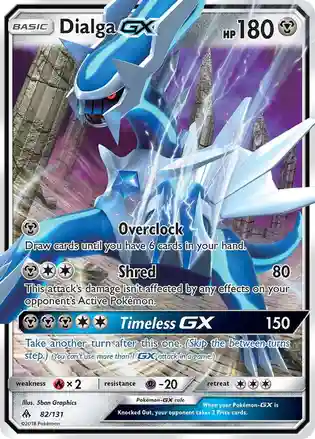 BASIC Dialga GX HP 180
Overclock
Draw cards until you have 6 cards in your hand.
Shred 80
This attack's damage isn't affected by any effects on your
opponent's Active Pokémon.
Timeless GX 150
Take another turn after this one. (Skip the between-turns
step.) (You can't use more than 1 GX attack in a game.)
weakness × 2 resistance -20 retreat
Illus. 5ban Graphics
Pokémon-GX rule
When your Pokémon-GX is
Knocked Out, your opponent takes 2 Prize cards.
82/131
©2018 Pokémon